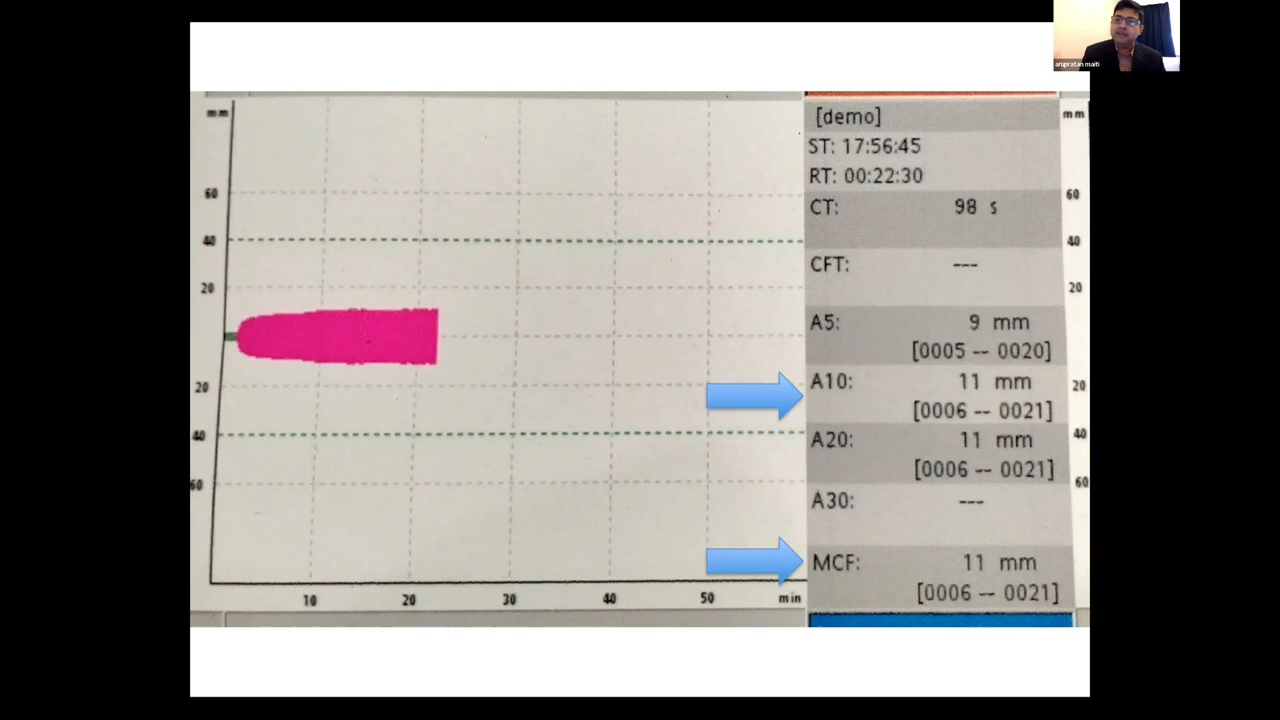 arupratan maiti
mm
60
40
20
20
40
60
10 20 30 40 50 min
[demo]
ST: 17:56:45
RT: 00:22:30
CT: 98 s
CFT: ---
A5: 9 mm
[0005 -- 0020]
A10: 11 mm
[0006 -- 0021]
A20: 11 mm
[0006 -- 0021]
A30: ---
MCF: 11 mm
[0006 -- 0021]
mm
60
40
20
20
40
60